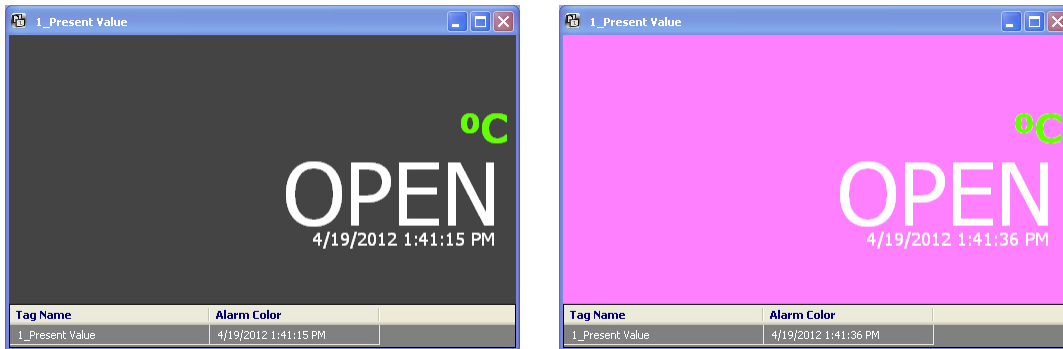 1_Present Value
ºC
OPEN
4/19/2012 1:41:15 PM
Tag Name Alarm Color
1_Present Value 4/19/2012 1:41:15 PM
1_Present Value
ºC
OPEN
4/19/2012 1:41:36 PM
Tag Name Alarm Color
1_Present Value 4/19/2012 1:41:36 PM